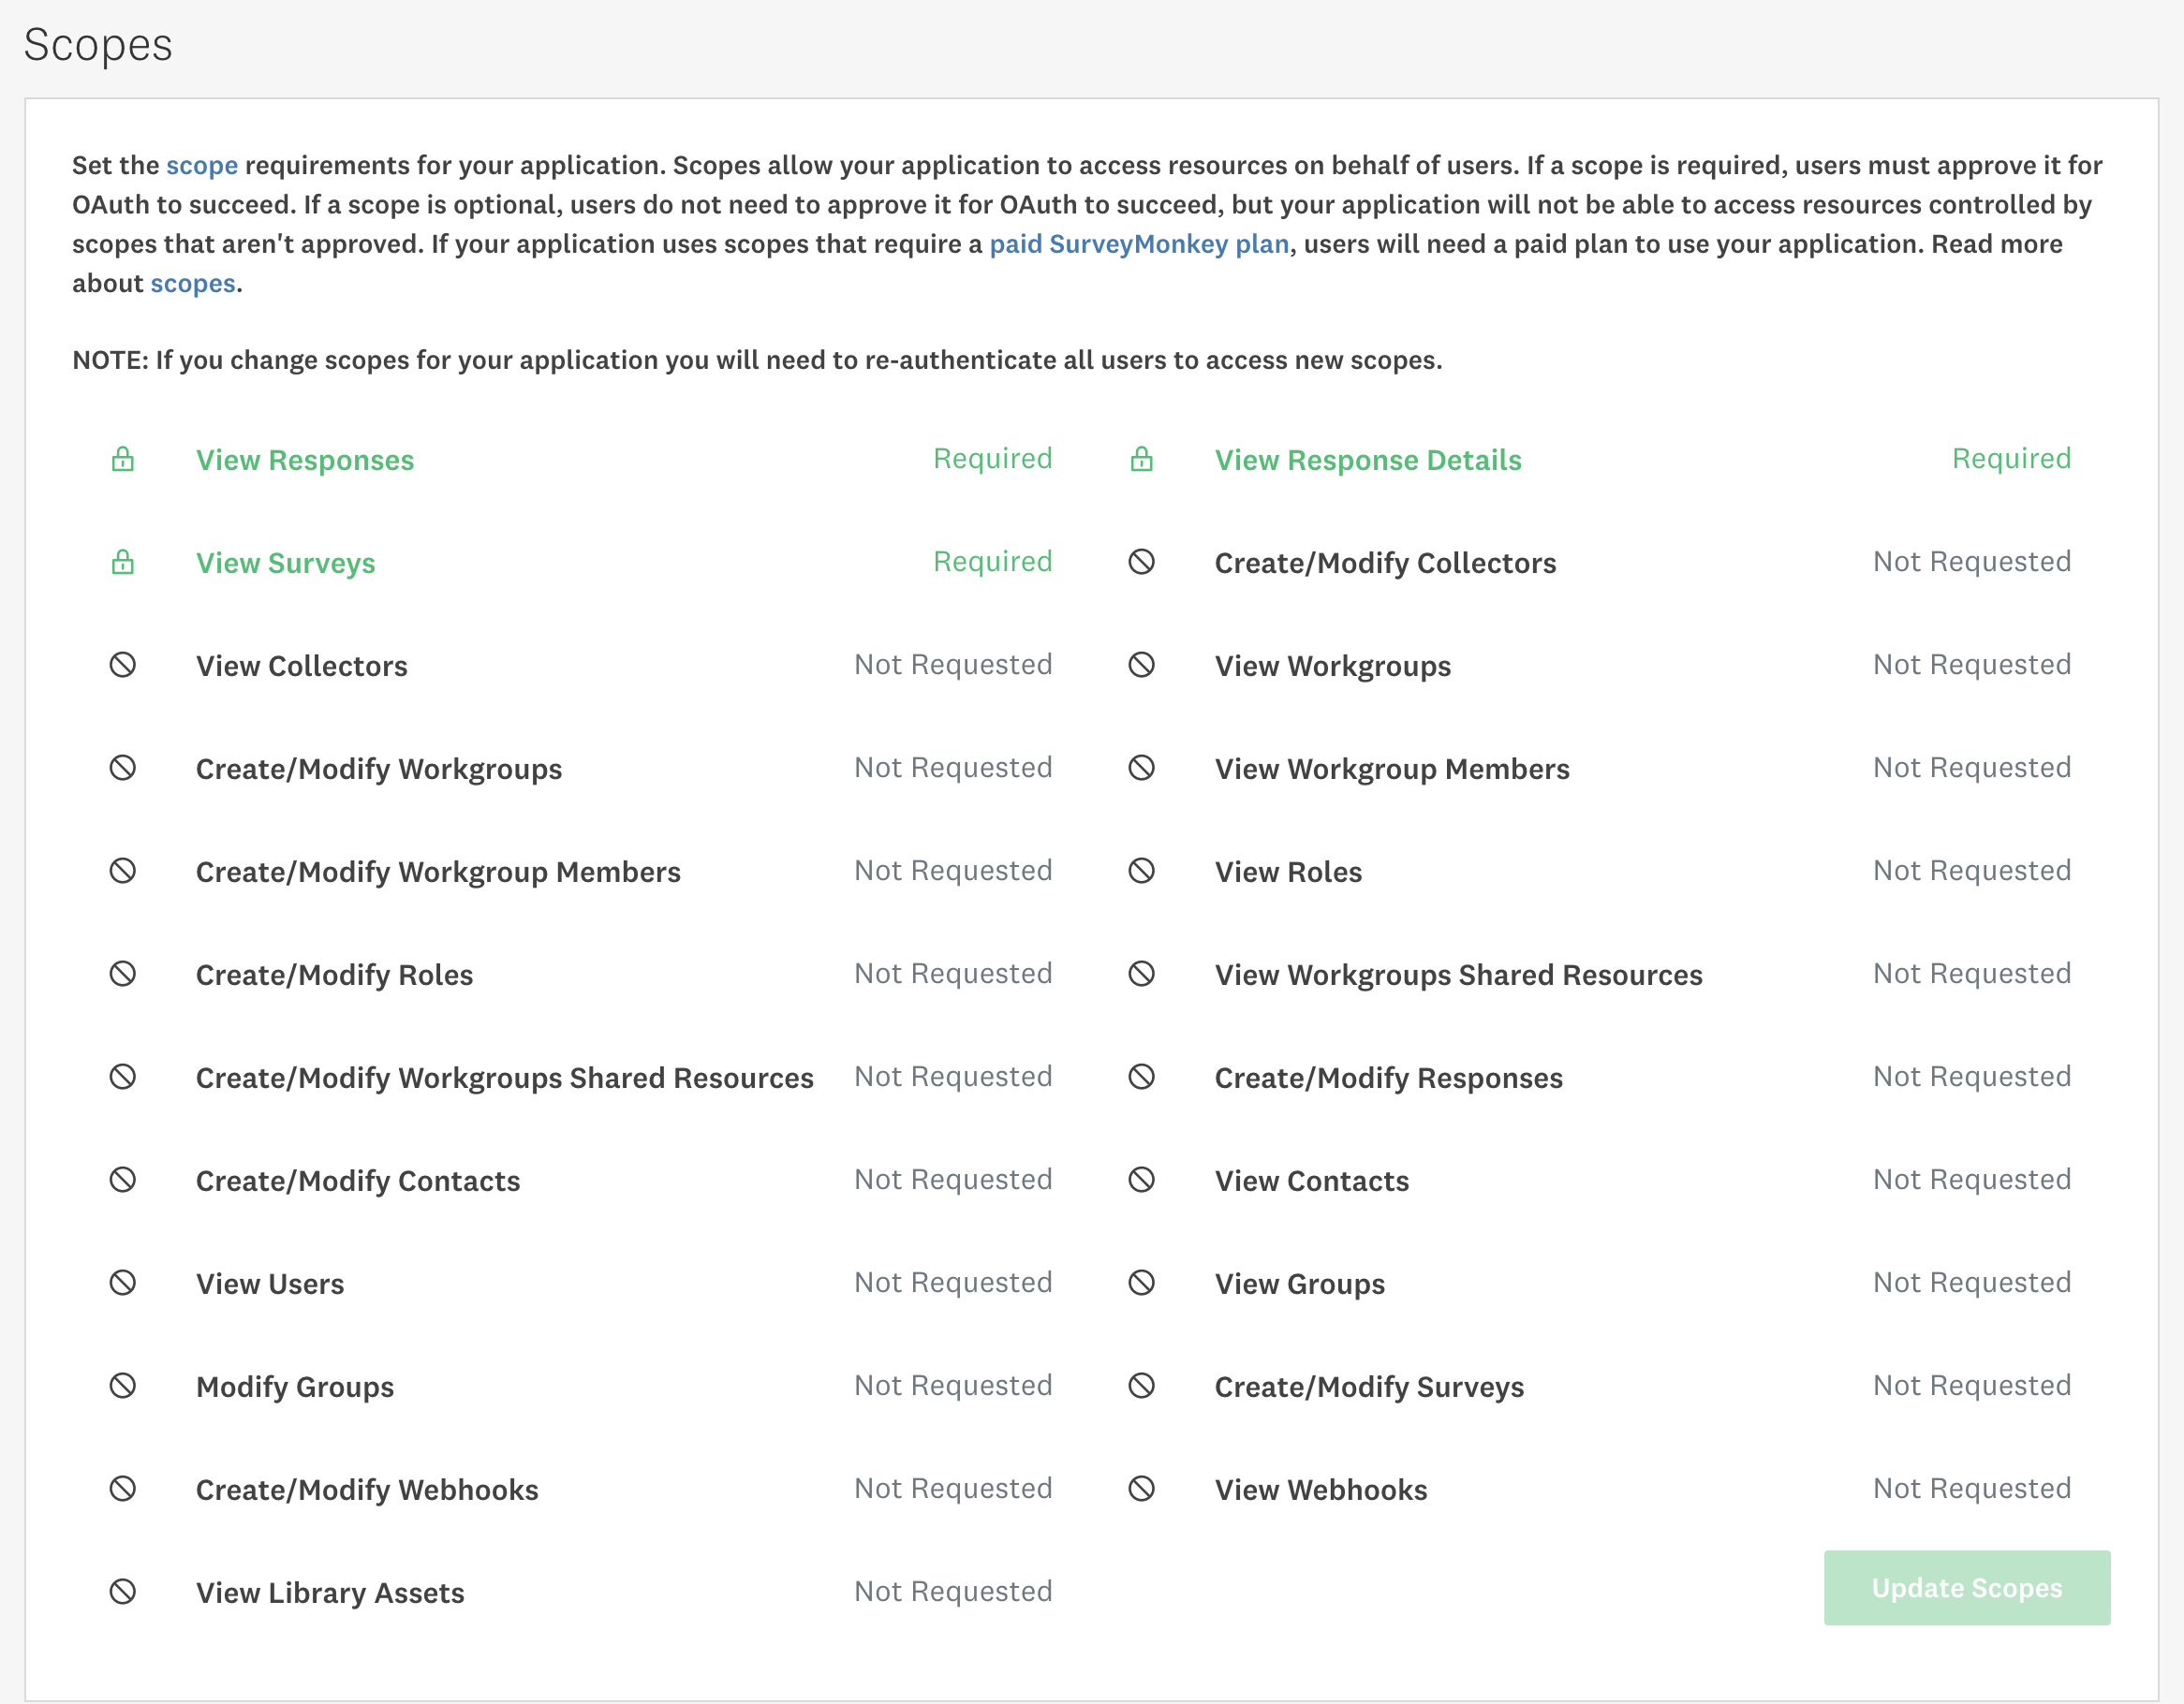 Scopes
Set the scope requirements for your application. Scopes allow your application to access resources on behalf of users. If a scope is required, users must approve it for
OAuth to succeed. If a scope is optional, users do not need to approve it for OAuth to succeed, but your application will not be able to access resources controlled by
scopes that aren't approved. If your application uses scopes that require a paid SurveyMonkey plan, users will need a paid plan to use your application. Read more
about scopes.
NOTE: If you change scopes for your application you will need to re-authenticate all users to access new scopes.
View Responses Required View Response Details Required
View Surveys Required Create/Modify Collectors Not Requested
View Collectors Not Requested View Workgroups Not Requested
Create/Modify Workgroups Not Requested View Workgroup Members Not Requested
Create/Modify Workgroup Members Not Requested View Roles Not Requested
Create/Modify Roles Not Requested View Workgroups Shared Resources Not Requested
Create/Modify Workgroups Shared Resources Not Requested Create/Modify Responses Not Requested
Create/Modify Contacts Not Requested View Contacts Not Requested
View Users Not Requested View Groups Not Requested
Modify Groups Not Requested Create/Modify Surveys Not Requested
Create/Modify Webhooks Not Requested View Webhooks Not Requested
View Library Assets Not Requested Update Scopes